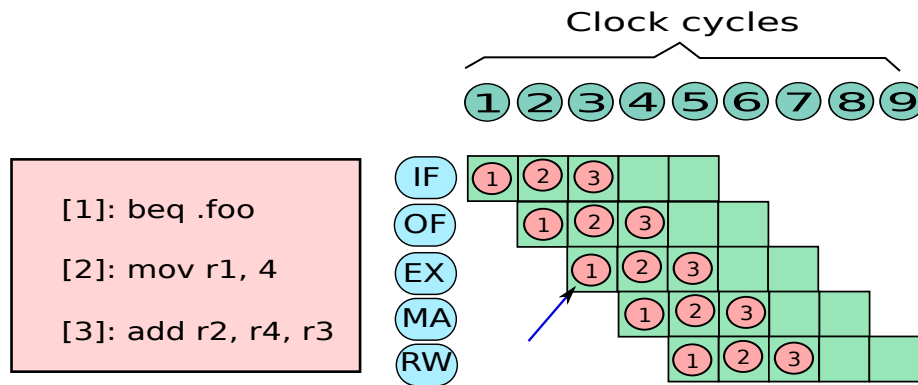 Clock cycles
1 2 3 4 5 6 7 8 9
[1]: beq .foo
[2]: mov r1, 4
[3]: add r2, r4, r3
IF 1 2 3
OF 1 2 3
EX 1 2 3
MA 1 2 3
RW 1 2 3